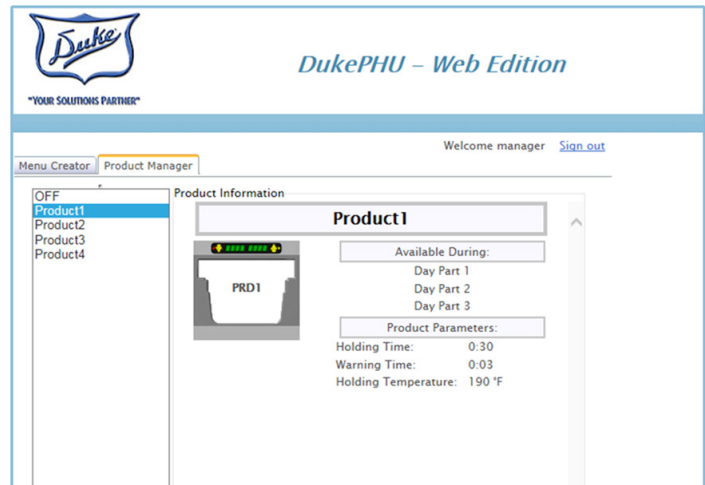 Duke
"YOUR SOLUTIONS PARTNER"
DukePHU – Web Edition
Welcome manager Sign out
Menu Creator Product Manager
OFF
Product1
Product2
Product3
Product4
Product Information
Product1
PRD1
Available During:
Day Part 1
Day Part 2
Day Part 3
Product Parameters:
Holding Time: 0:30
Warning Time: 0:03
Holding Temperature: 190 °F